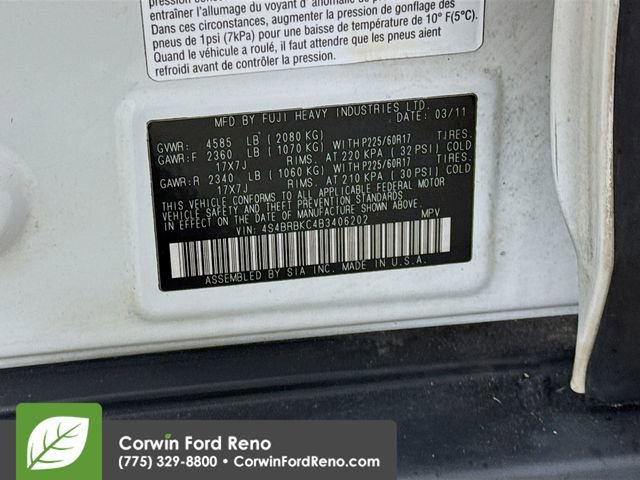 entraîner l'allumage du voyant d'anomalie de
Dans ces circonstances, augmenter la pression de gonflage des
pneus de 1psi (7kPa) pour une baisse de température de 10° F(5°C).
Quand le véhicule a roulé, il faut attendre que les pneus aient
refroidi avant de contrôler la pression.
MFD BY FUJI HEAVY INDUSTRIES LTD.
DATE: 03/11
GVWR: 4585 LB (2080 KG)
GAWR:F 2360 LB (1070 KG) WITH P225/60R17 TIRES.
17X7J RIMS. AT 220 KPA (32 PSI) COLD
GAWR:R 2340 LB (1060 KG) WITH P225/60R17 TIRES.
17X7J RIMS. AT 210 KPA (30 PSI) COLD
THIS VEHICLE CONFORMS TO ALL APPLICABLE FEDERAL MOTOR
VEHICLE SAFETY AND BUMPER STANDARDS IN EFFECT ON THE DATE OF
MANUFACTURE SHOWN ABOVE.
VIN: 4S4BRBKC4B3406202 MPV
ASSEMBLED BY SIA INC. MADE IN U.S.A.
Corwin Ford Reno
(775) 329-8800 • CorwinFordReno.com